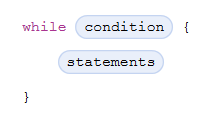 while condition {
statements
}